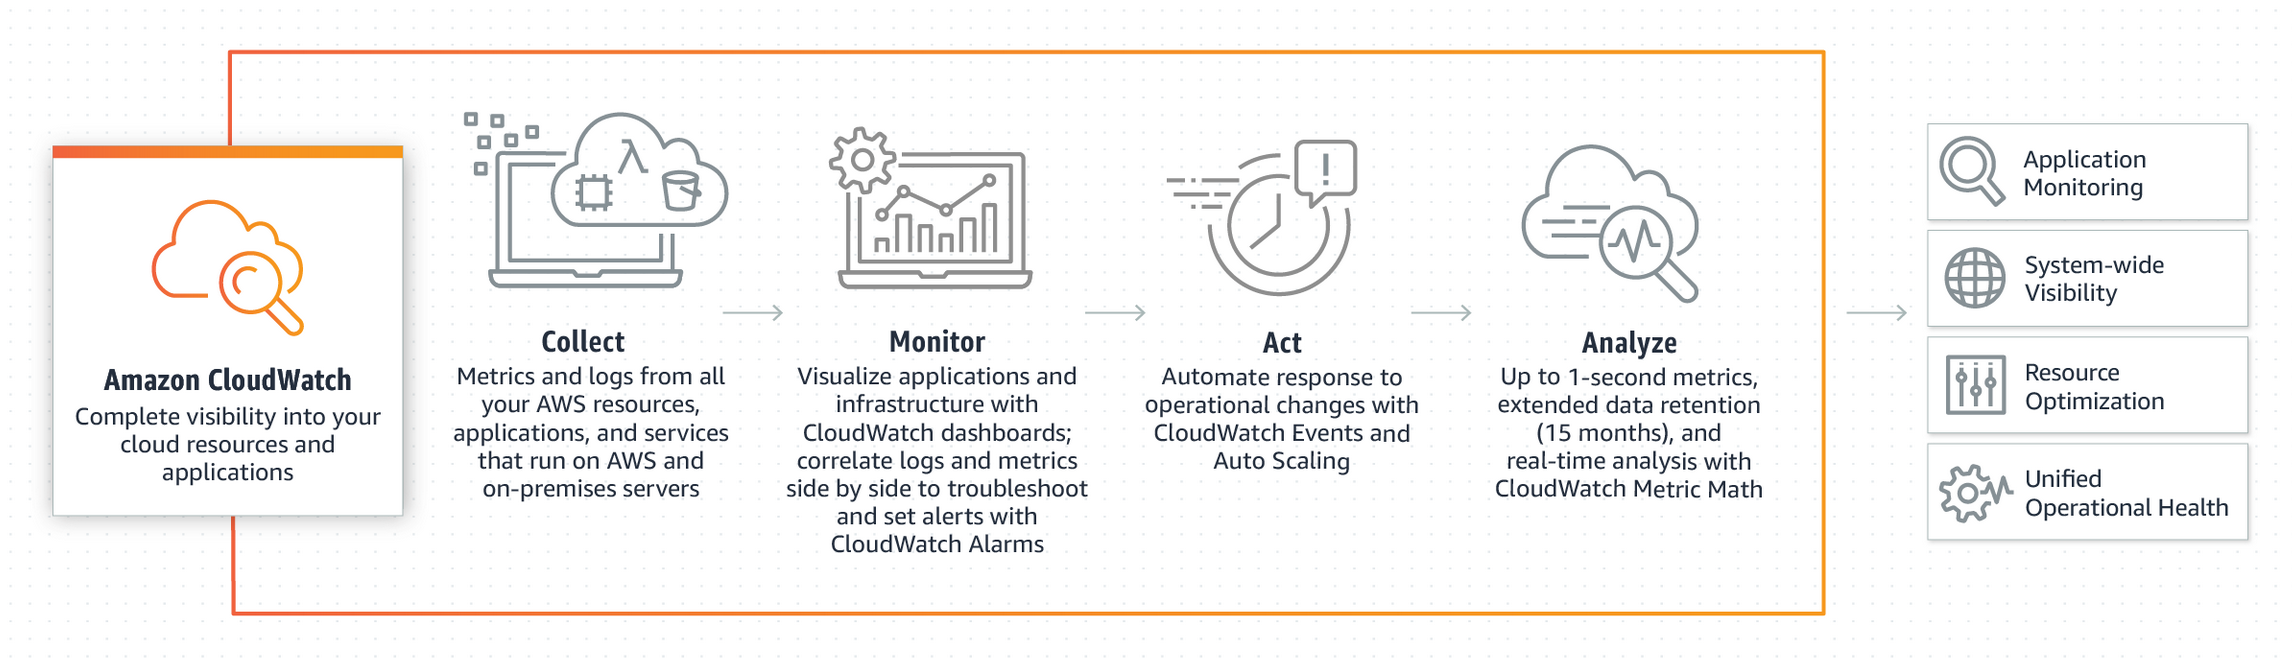 Amazon CloudWatch
Complete visibility into your
cloud resources and
applications
Collect
Metrics and logs from all
your AWS resources,
applications, and services
that run on AWS and
on-premises servers
Monitor
Visualize applications and
infrastructure with
CloudWatch dashboards;
correlate logs and metrics
side by side to troubleshoot
and set alerts with
CloudWatch Alarms
Act
Automate response to
operational changes with
CloudWatch Events and
Auto Scaling
Analyze
Up to 1-second metrics,
extended data retention
(15 months), and
real-time analysis with
CloudWatch Metric Math
Application
Monitoring
System-wide
Visibility
Resource
Optimization
Unified
Operational Health